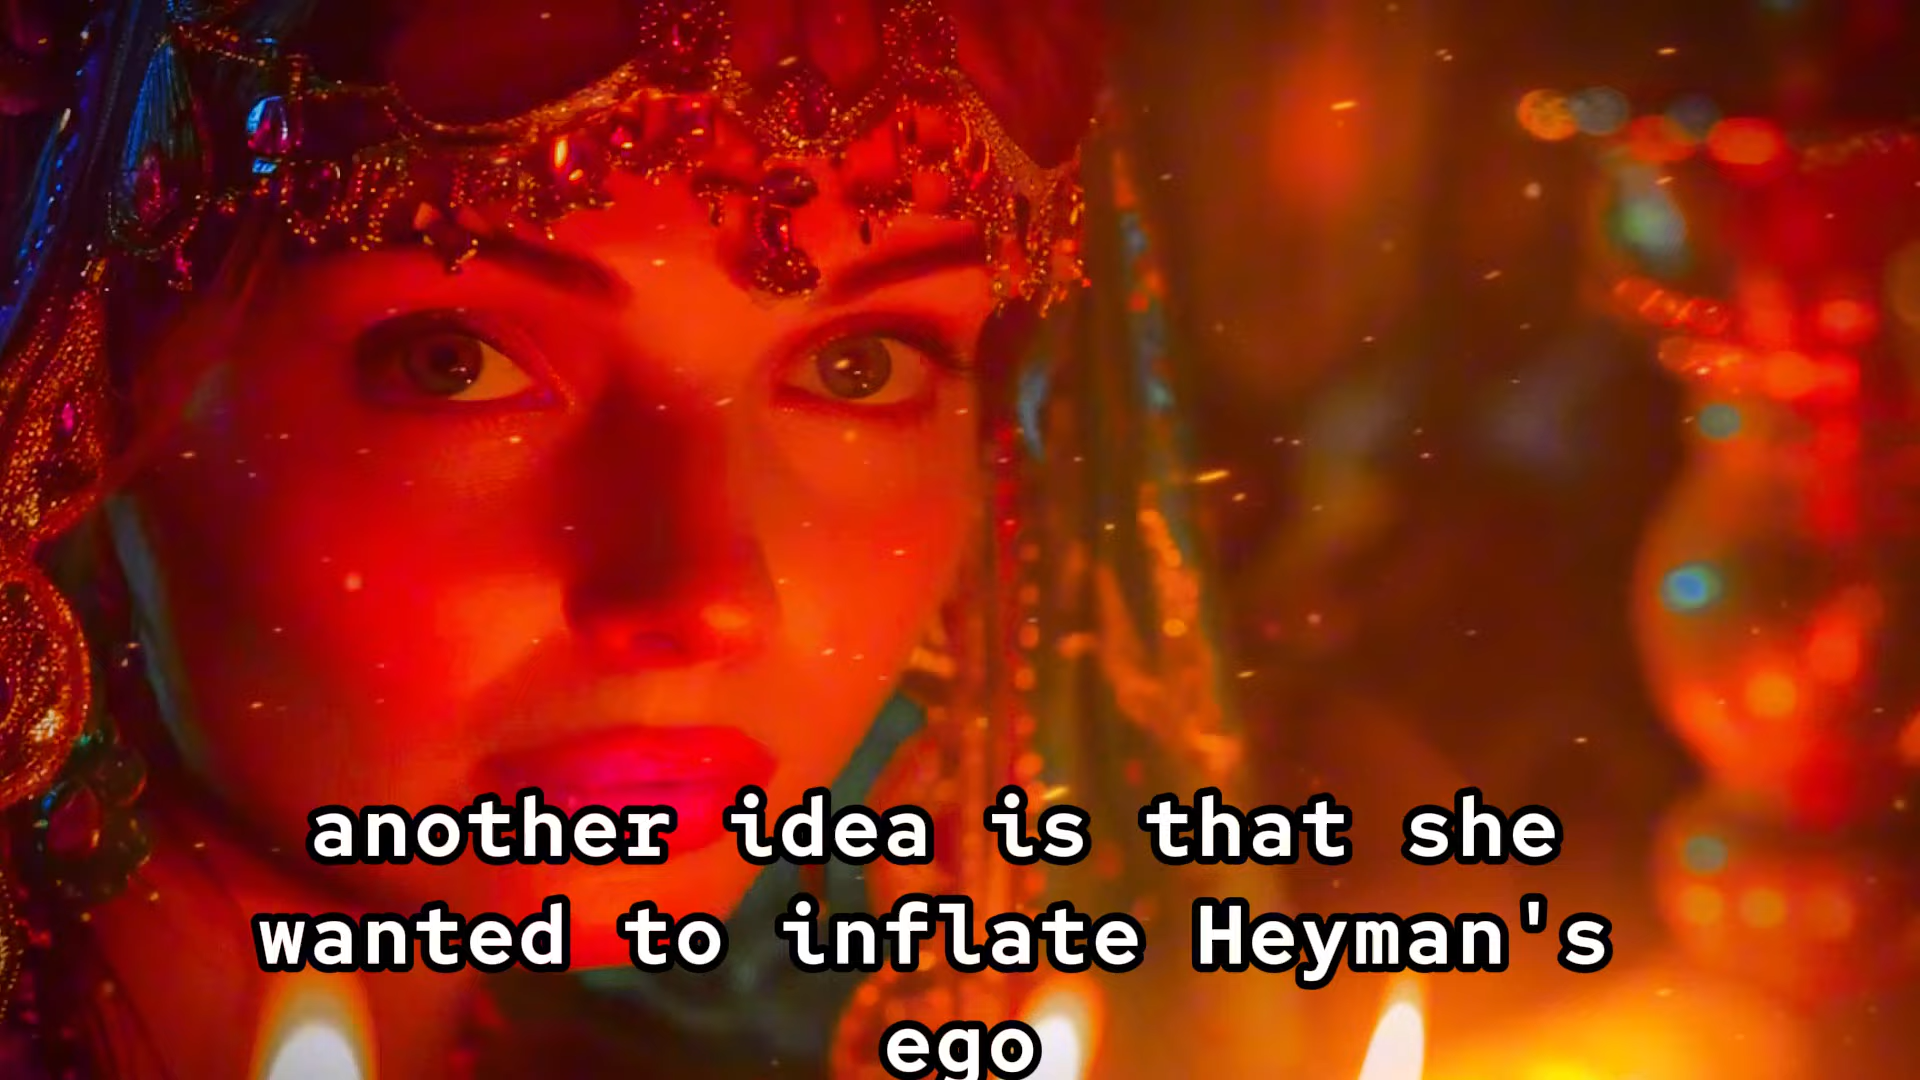 another idea is that she
wanted to inflate Heyman's
ego